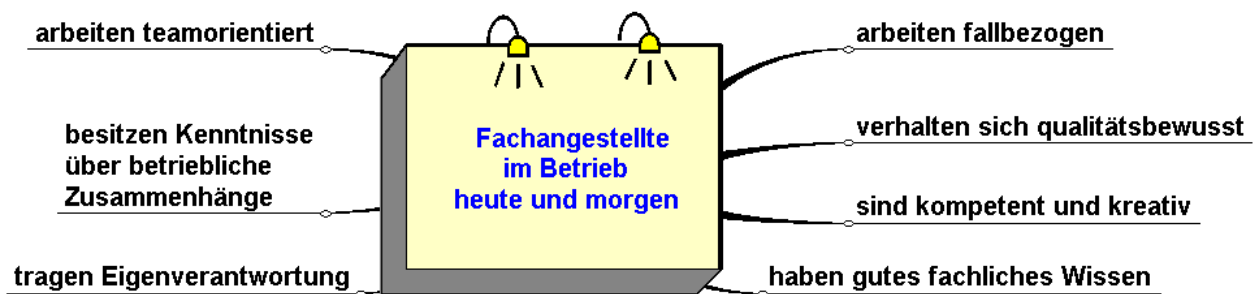 arbeiten teamorientiert
besitzen Kenntnisse
über betriebliche
Zusammenhänge
tragen Eigenverantwortung
Fachangestellte
im Betrieb
heute und morgen
arbeiten fallbezogen
verhalten sich qualitätsbewusst
sind kompetent und kreativ
haben gutes fachliches Wissen